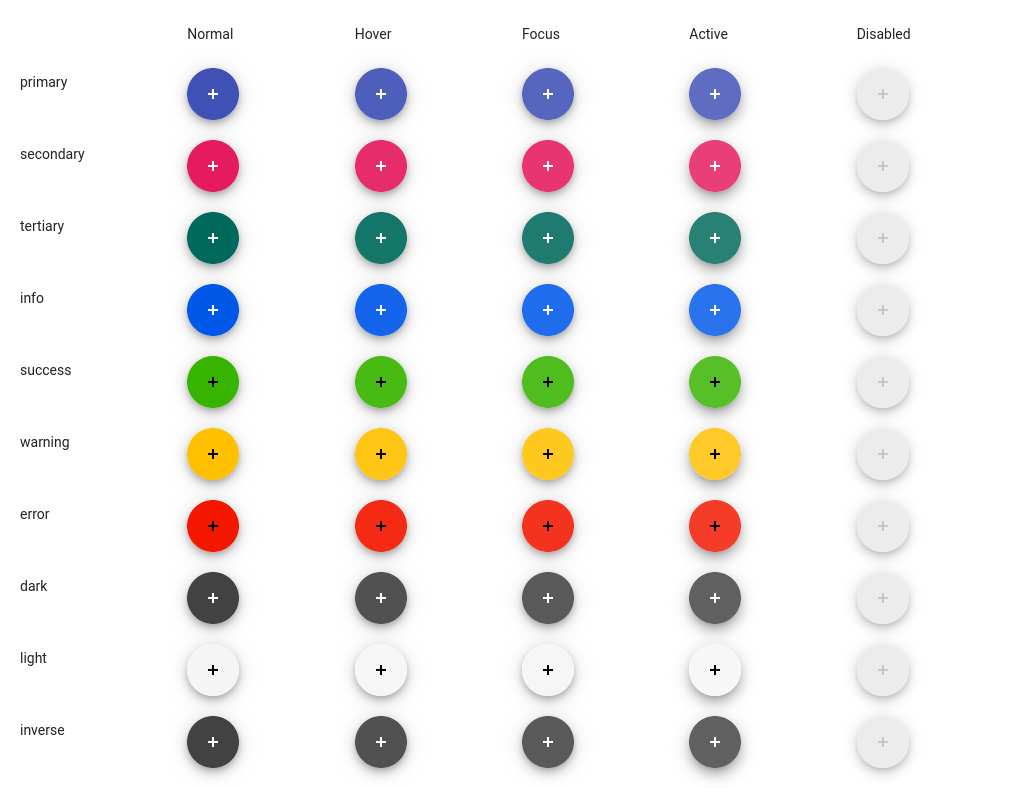 Normal Hover Focus Active Disabled
primary
secondary
tertiary
info
success
warning
error
dark
light
inverse